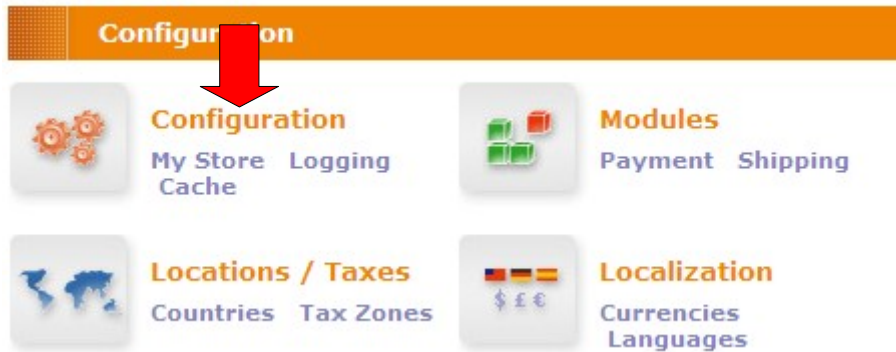 Configuration
Configuration
My Store Logging
Cache
Modules
Payment Shipping
Locations / Taxes
Countries Tax Zones
Localization
Currencies
Languages
$ £ €